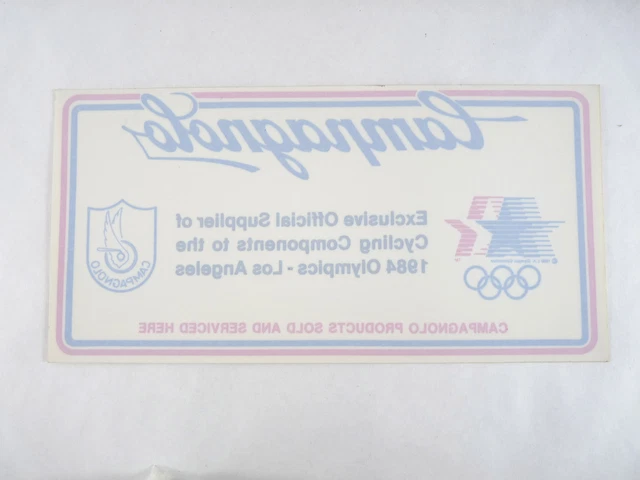 Campagnolo
Exclusive Official Supplier of
Cycling Components to the
1984 Olympics - Los Angeles
CAMPAGNOLO
CAMPAGNOLO PRODUCTS SOLD AND SERVICED HERE